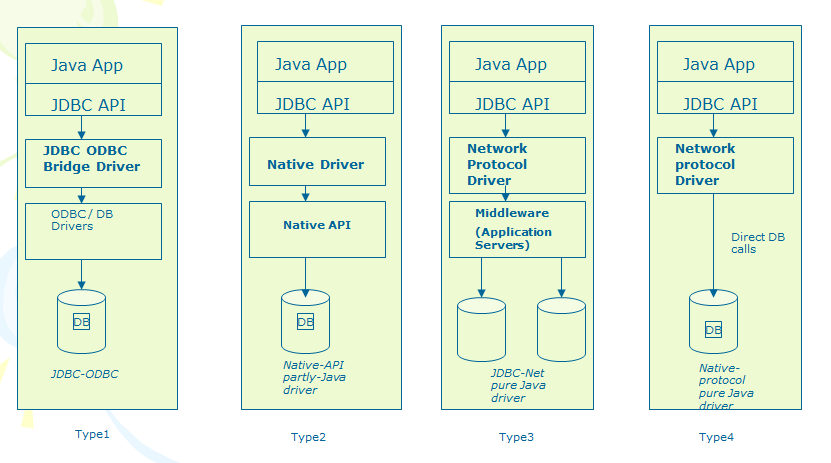 Java App
JDBC API
JDBC ODBC
Bridge Driver
ODBC / DB
Drivers
DB
JDBC-ODBC
Type1
Java App
JDBC API
Native Driver
Native API
DB
Native-API
partly-Java
driver
Type2
Java App
JDBC API
Network
Protocol
Driver
Middleware
(Application
Servers)
JDBC-Net
pure Java
driver
Type3
Java App
JDBC API
Network
protocol
Driver
Direct DB
calls
DB
Native-
protocol
pure Java
driver
Type4